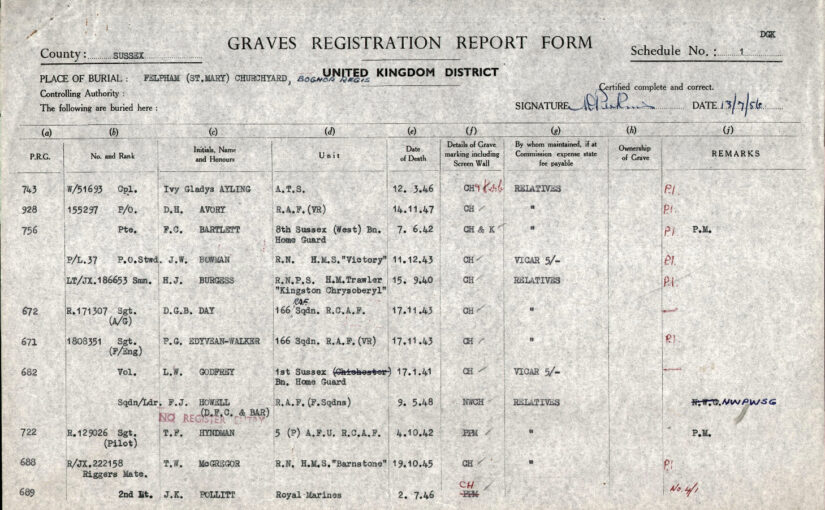 DGK
GRAVES REGISTRATION REPORT FORM
County: SUSSEX
Schedule No.: 1
UNITED KINGDOM DISTRICT
PLACE OF BURIAL: FELPHAM (ST.MARY) CHURCHYARD, BOGNOR REGIS
Controlling Authority:
Certified complete and correct.
The following are buried here:
SIGNATURE DATE 13/7/56
(a) (b) (c) (d) (e) (f) (g) (h) (j)
P.R.G. No. and Rank Initials, Name and Honours Unit Date of Death Details of Grave marking including Screen Wall By whom maintained, if at Commission expense state fee payable Ownership of Grave REMARKS
743 W/51693 Cpl. Ivy Gladys AYLING A.T.S. 12. 3.46 CH & Kerb RELATIVES P.I.
928 155297 P/O. D.H. AVORY R.A.F.(VR) 14.11.47 CH " P.I.
756 Pte. F.C. BARTLETT 8th Sussex (West) Bn. 7. 6.42 CH & K " P.I. P.M.
Home Guard
P/L.37 P.O.Stwd. J.W. BOWMAN R.N. H.M.S."Victory" 11.12.43 CH VICAR 5/- P.I.
LT/JX.186653 Smn. H.J. BURGESS R.N.P.S. H.M.Trawler 15. 9.40 CH RELATIVES P.I.
"Kingston Chrysoberyl"
RAF
672 R.171307 Sgt. D.G.B. DAY 166 Sqdn. R.C.A.F. 17.11.43 CH "
(A/G)
671 1808351 Sgt. P.G. EDYVEAN-WALKER 166 Sqdn. R.A.F.(VR) 17.11.43 CH " P.I.
(F/Eng)
682 Vol. L.W. GODFREY 1st Sussex (Chichester) 17.1.41 CH VICAR 5/-
Bn. Home Guard
Sqdn/Ldr. F.J. HOWELL R.A.F.(F.Sqdns) 9. 5.48 NWCH RELATIVES N.W.G. NWPWSG
(D.F.C. & BAR)
NO REGISTER ENTRY
722 R.129026 Sgt. T.F. HYNDMAN 5 (P) A.F.U. R.C.A.F. 4.10.42 PPM " P.M.
(Pilot)
688 R/JX.222158 T.W. McGREGOR R.N. H.M.S."Barnstone" 19.10.45 CH " P.I.
Riggers Mate.
CH
689 2nd Lt. J.K. POLLITT Royal Marines 2. 7.46 PPM "